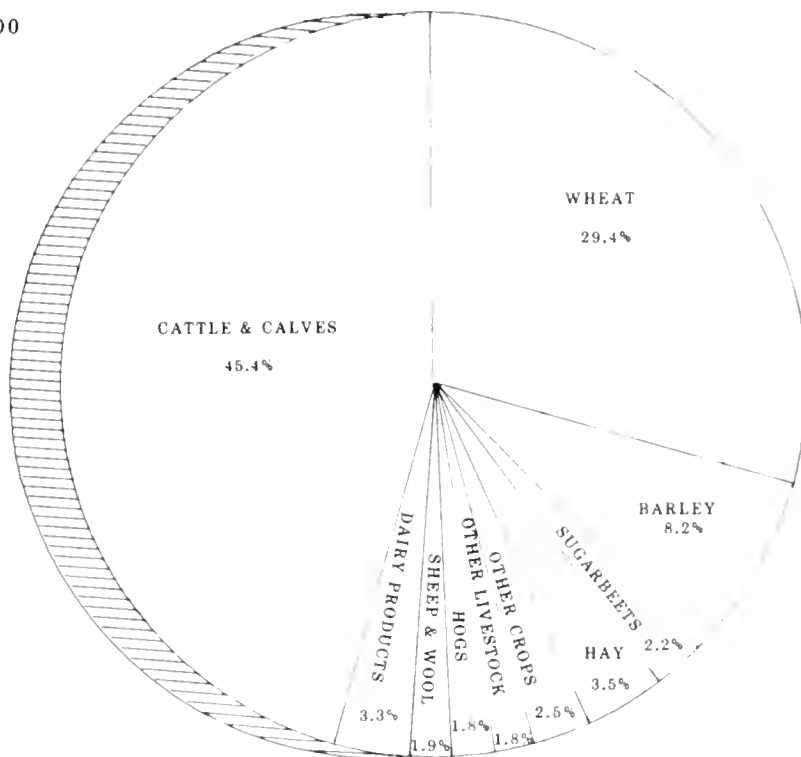 00
WHEAT
29.4%
CATTLE & CALVES
45.4%
BARLEY
8.2%
SUGARBEETS
2.2%
HAY
3.5%
OTHER CROPS
2.5%
OTHER LIVESTOCK
1.8%
HOGS
1.8%
SHEEP & WOOL
1.9%
DAIRY PRODUCTS
3.3%